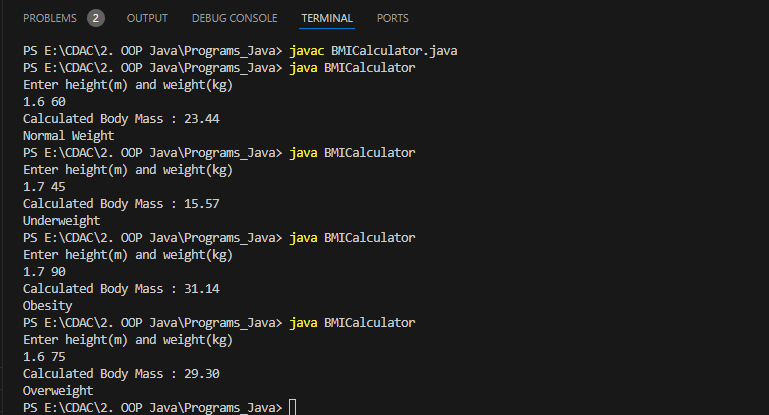 PROBLEMS 2 OUTPUT DEBUG CONSOLE TERMINAL PORTS
PS E:\CDAC\2. OOP Java\Programs_Java> javac BMICalculator.java
PS E:\CDAC\2. OOP Java\Programs_Java> java BMICalculator
Enter height(m) and weight(kg)
1.6 60
Calculated Body Mass : 23.44
Normal Weight
PS E:\CDAC\2. OOP Java\Programs_Java> java BMICalculator
Enter height(m) and weight(kg)
1.7 45
Calculated Body Mass : 15.57
Underweight
PS E:\CDAC\2. OOP Java\Programs_Java> java BMICalculator
Enter height(m) and weight(kg)
1.7 90
Calculated Body Mass : 31.14
Obesity
PS E:\CDAC\2. OOP Java\Programs_Java> java BMICalculator
Enter height(m) and weight(kg)
1.6 75
Calculated Body Mass : 29.30
Overweight
PS E:\CDAC\2. OOP Java\Programs_Java>